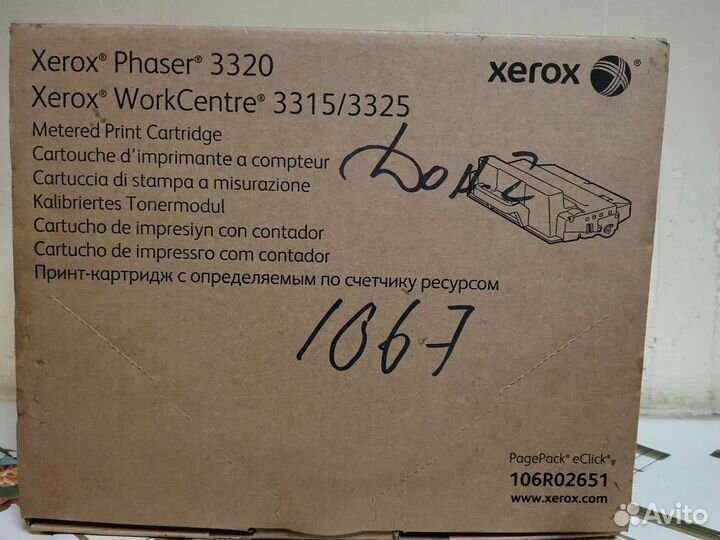 Xerox® Phaser® 3320
xerox®
Xerox® WorkCentre® 3315/3325
Metered Print Cartridge
Cartouche d'imprimante a compteur
Cartuccia di stampa a misurazione
Kalibriertes Tonermodul
Cartucho de impresiyn con contador
Cartucho de impressгo com contador
Принт-картридж с определяемым по счетчику ресурсом
1067
PagePack® eClick®
106R02651
www.xerox.com
Avito